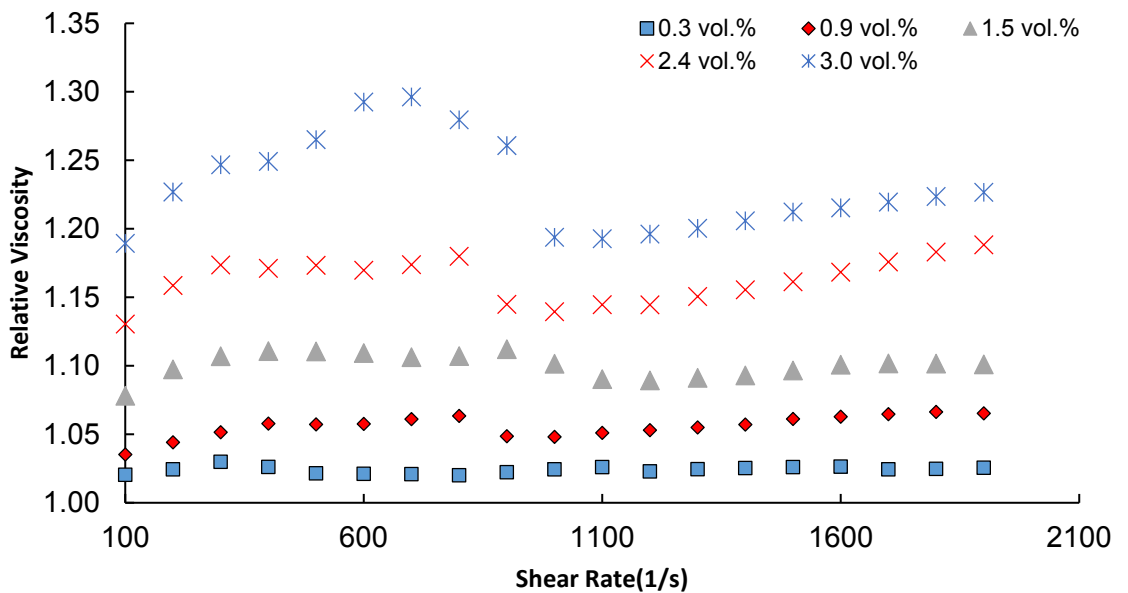 1.35
0.3 vol.% 0.9 vol.% 1.5 vol.%
2.4 vol.% 3.0 vol.%
1.30
1.25
1.20
1.15
1.10
1.05
1.00
Relative Viscosity
100 600 1100 1600 2100
Shear Rate(1/s)